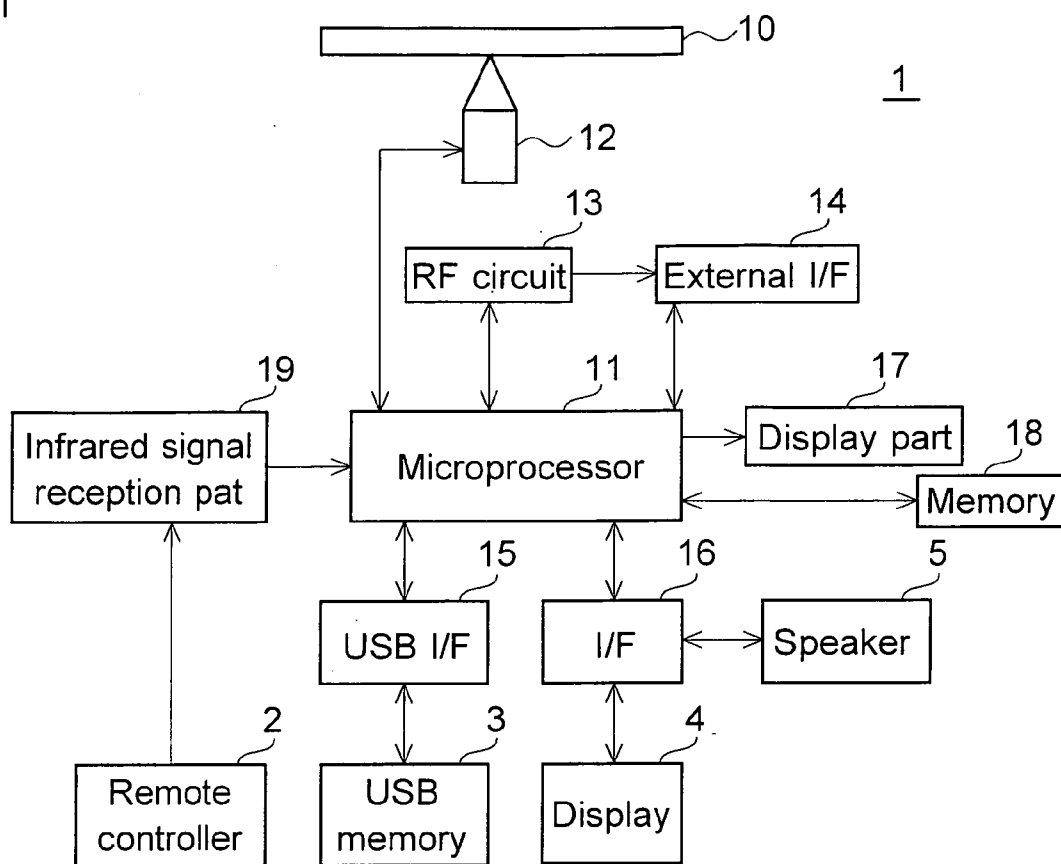 10
1
12
13
14
RF circuit
External I/F
19
11
17
Infrared signal
reception pat
Microprocessor
Display part
18
Memory
15
16
5
USB I/F
I/F
Speaker
2
3
4
Remote
controller
USB
memory
Display